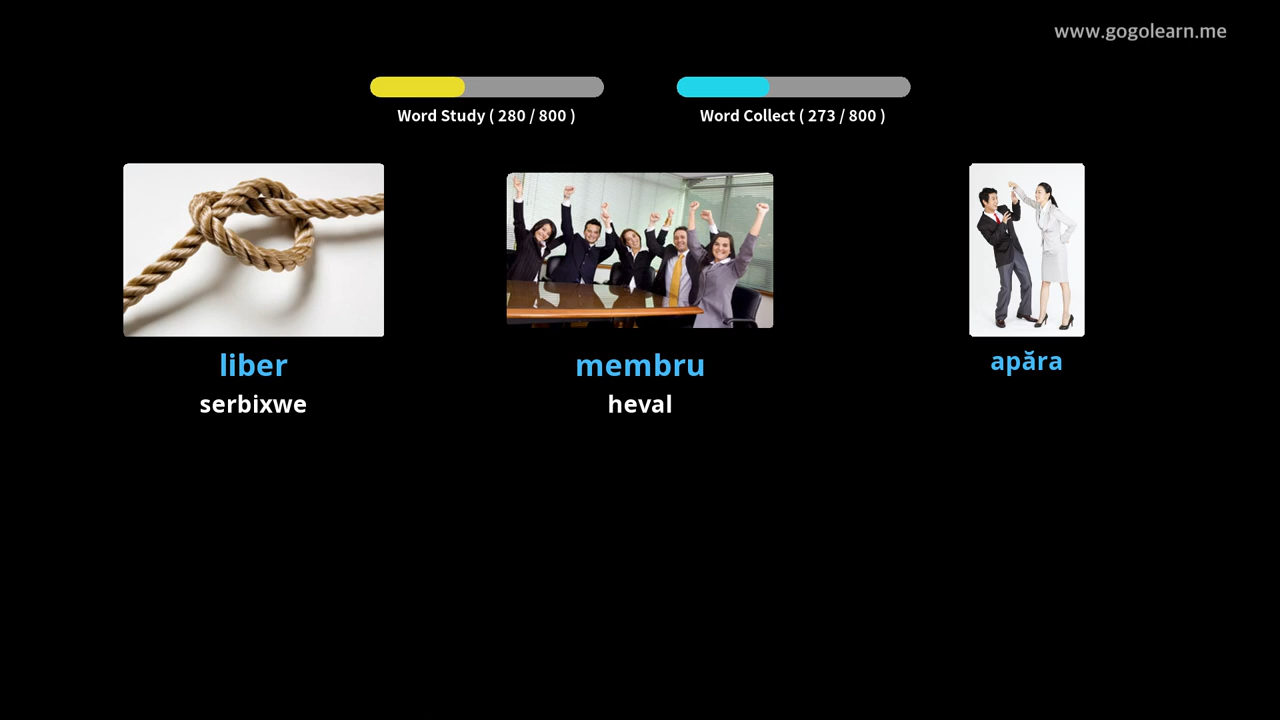 www.gogolearn.me
Word Study ( 280 / 800 )
Word Collect ( 273 / 800 )
liber
serbixwe
membru
heval
apăra